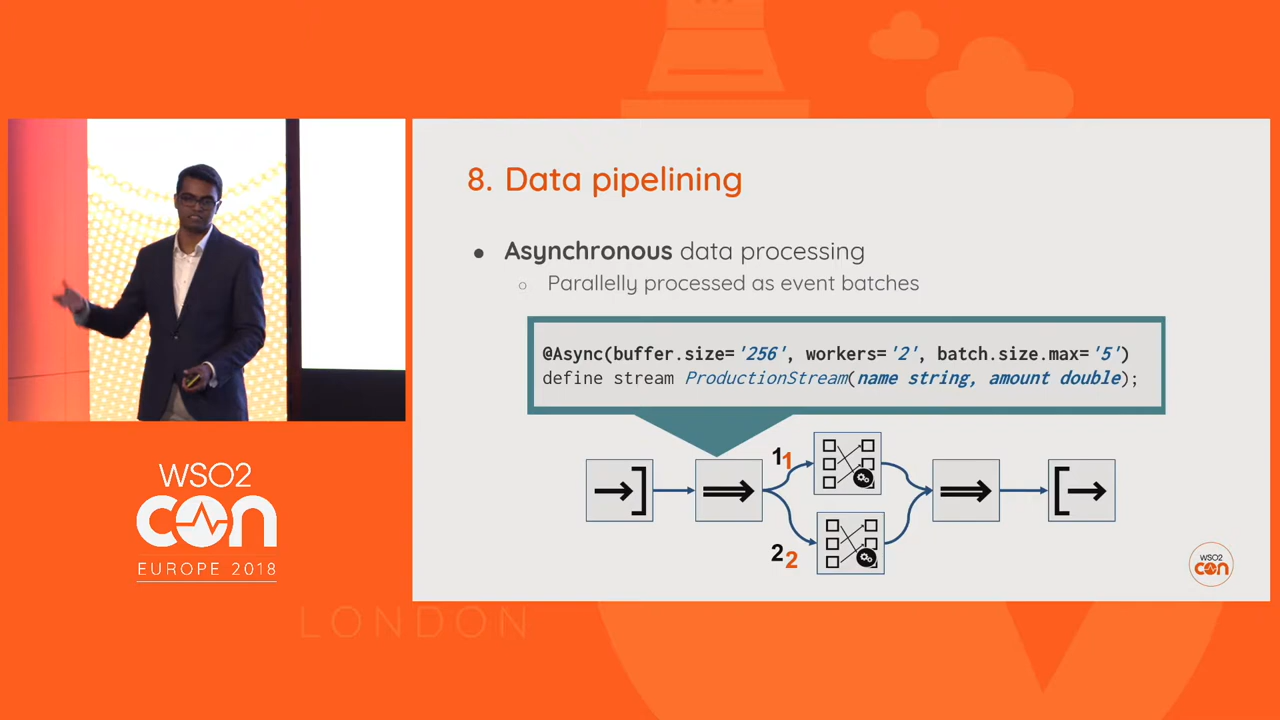 8. Data pipelining
● Asynchronous data processing
○ Parallelly processed as event batches
@Async(buffer.size='256', workers='2', batch.size.max='5')
define stream ProductionStream(name string, amount double);
11
22
WSO2
CON
EUROPE 2018
LONDON
WSO2
CON